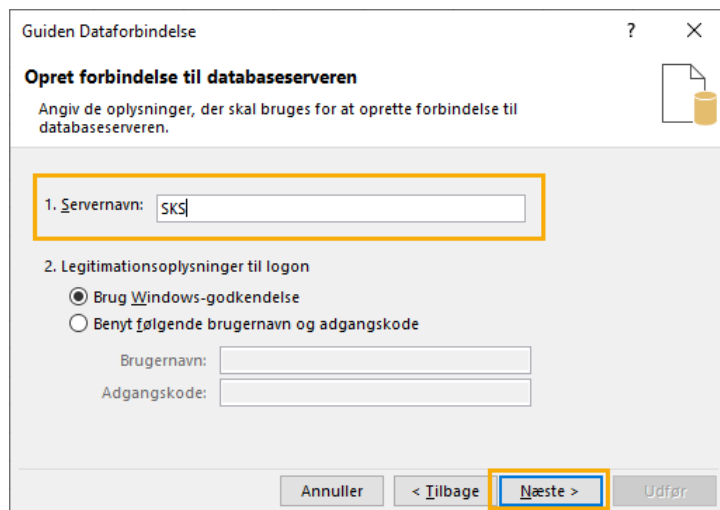 Guiden Dataforbindelse
?
Opret forbindelse til databaseserveren
Angiv de oplysninger, der skal bruges for at oprette forbindelse til
databaseserveren.
1. Servernavn: SKS
2. Legitimationsoplysninger til logon
Brug Windows-godkendelse
Benyt følgende brugernavn og adgangskode
Brugernavn:
Adgangskode:
Annuller < Tilbage Næste > Udfør